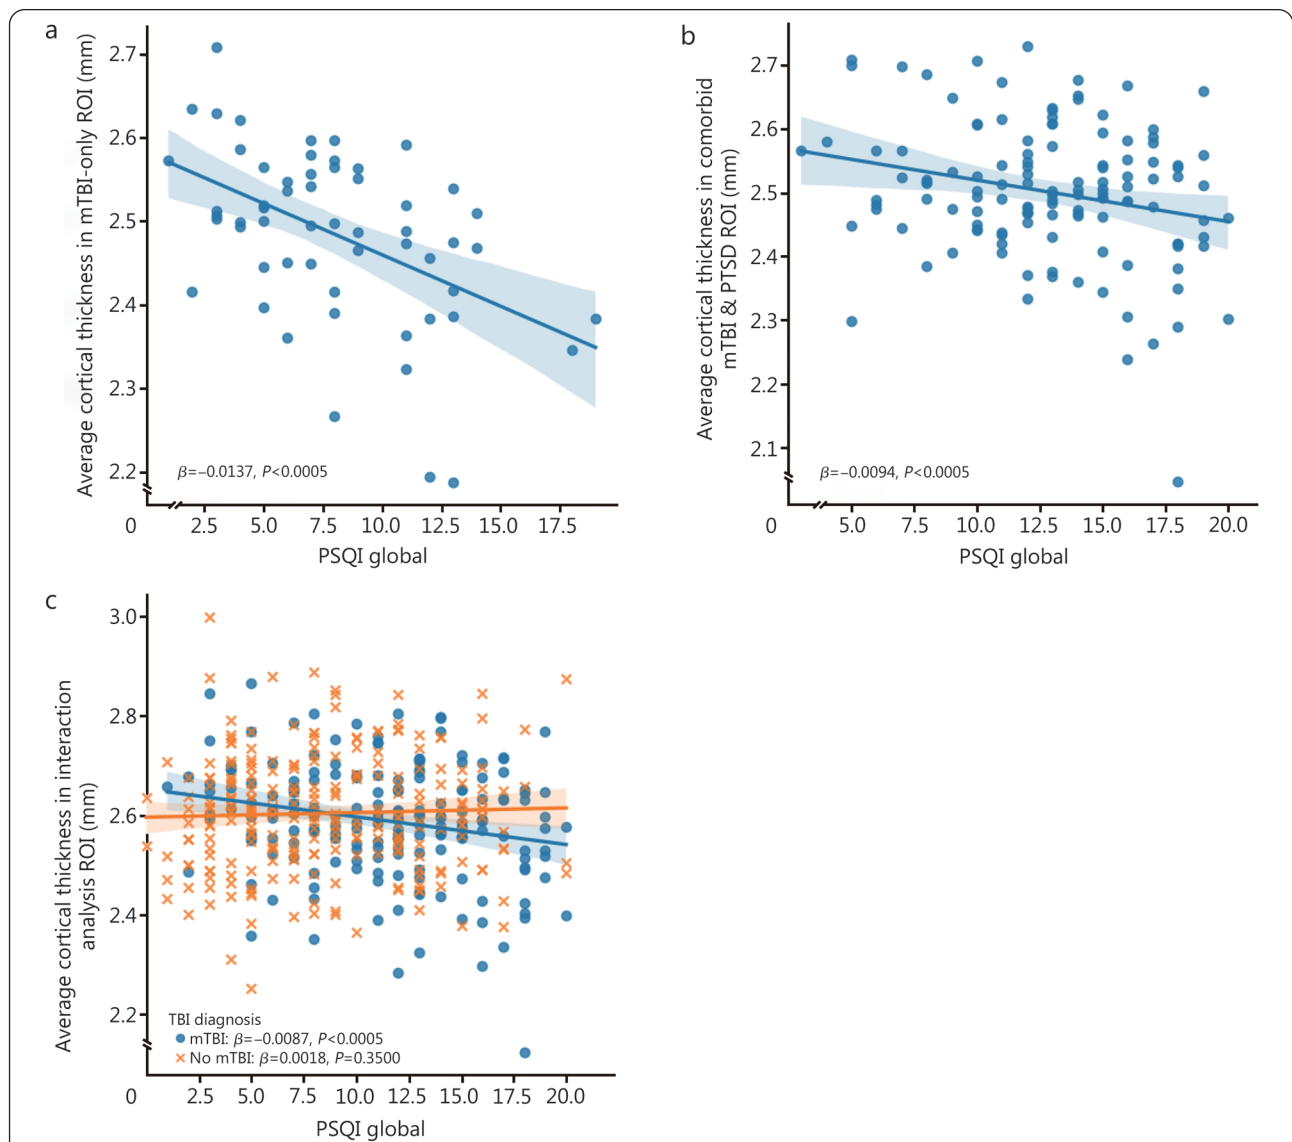 a
Average cortical thickness in mTBI-only ROI (mm)
2.7
2.6
2.5
2.4
2.3
2.2
β=−0.0137, P<0.0005
0 2.5 5.0 7.5 10.0 12.5 15.0 17.5
PSQI global
b
Average cortical thickness in comorbid
mTBI & PTSD ROI (mm)
2.7
2.6
2.5
2.4
2.3
2.2
2.1
β=−0.0094, P<0.0005
0 5.0 7.5 10.0 12.5 15.0 17.5 20.0
PSQI global
c
Average cortical thickness in interaction
analysis ROI (mm)
3.0
2.8
2.6
2.4
2.2
TBI diagnosis
mTBI: β=−0.0087, P<0.0005
No mTBI: β=0.0018, P=0.3500
0 2.5 5.0 7.5 10.0 12.5 15.0 17.5 20.0
PSQI global